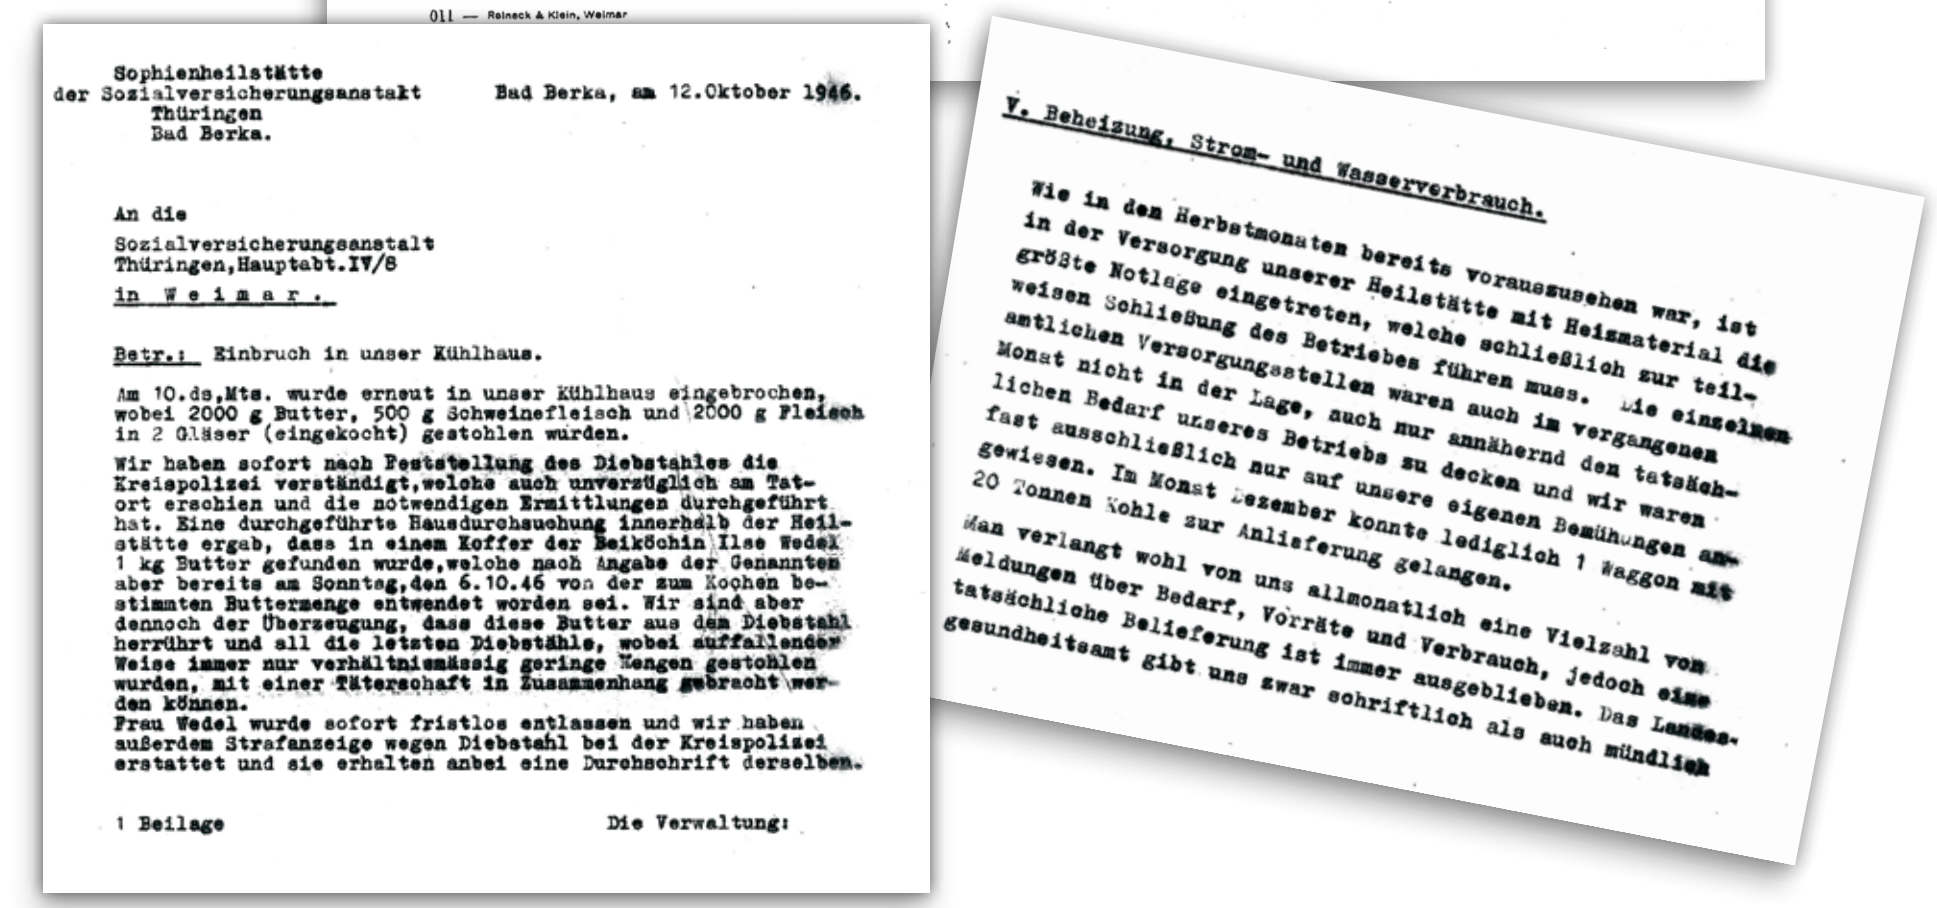 011 — Reineck & Klein, Weimar
Sophienheilstätte
der Sozialversicherungsanstalt Bad Berka, am 12.Oktober 1946.
Thüringen
Bad Berka.
An die
Sozialversicherungsanstalt
Thüringen,Hauptabt.IV/8
in Weimar.
Betr.: Einbruch in unser Kühlhaus.
Am 10.ds,Mts. wurde erneut in unser Kühlhaus eingebrochen,
wobei 2000 g Butter, 500 g Schweinefleisch und 2000 g Fleisch
in 2 Gläser (eingekocht) gestohlen wurden.
Wir haben sofort nach Feststellung des Diebstahles die
Kreispolizei verständigt,welche auch unverzüglich am Tat-
ort erschien und die notwendigen Ermittlungen durchgeführt
hat. Eine durchgeführte Hausdurchsuchung innerhalb der Heil-
stätte ergab, dass in einem Koffer der Beiköchin Ilse Wedel
1 kg Butter gefunden wurde,welche nach Angabe der Genannten
aber bereits am Sonntag,den 6.10.46 von der zum Kochen be-
stimmten Buttermenge entwendet worden sei. Wir sind aber
dennoch der Überzeugung, dass diese Butter aus dem Diebstahl
herrührt und all die letzten Diebstähle, wobei auffallender
Weise immer nur verhältnismässig geringe Mengen gestohlen
wurden, mit einer Täterschaft in Zusammenhang gebracht wer-
den können.
Frau Wedel wurde sofort fristlos entlassen und wir haben
außerdem Strafanzeige wegen Diebstahl bei der Kreispolizei
erstattet und sie erhalten anbei eine Durchschrift derselben.
1 Beilage Die Verwaltung:
V. Beheizung, Strom- und Wasserverbrauch.
Wie in den Herbstmonaten bereits vorauszusehen war, ist
in der Versorgung unserer Heilstätte mit Heizmaterial die
größte Notlage eingetreten, welche schließlich zur teil-
weisen Schließung des Betriebes führen muss. Die einzelnen
amtlichen Versorgungsstellen waren auch im vergangenen
Monat nicht in der Lage, auch nur annähernd den tatsäch-
lichen Bedarf unseres Betriebs zu decken und wir waren
fast ausschließlich nur auf unsere eigenen Bemühungen an-
gewiesen. Im Monat Dezember konnte lediglich 1 Waggon mit
20 Tonnen Kohle zur Anlieferung gelangen.
Man verlangt wohl von uns allmonatlich eine Vielzahl von
Meldungen über Bedarf, Vorräte und Verbrauch, jedoch eine
tatsächliche Belieferung ist immer ausgeblieben. Das Landes-
gesundheitsamt gibt uns zwar schriftlich als auch mündlich